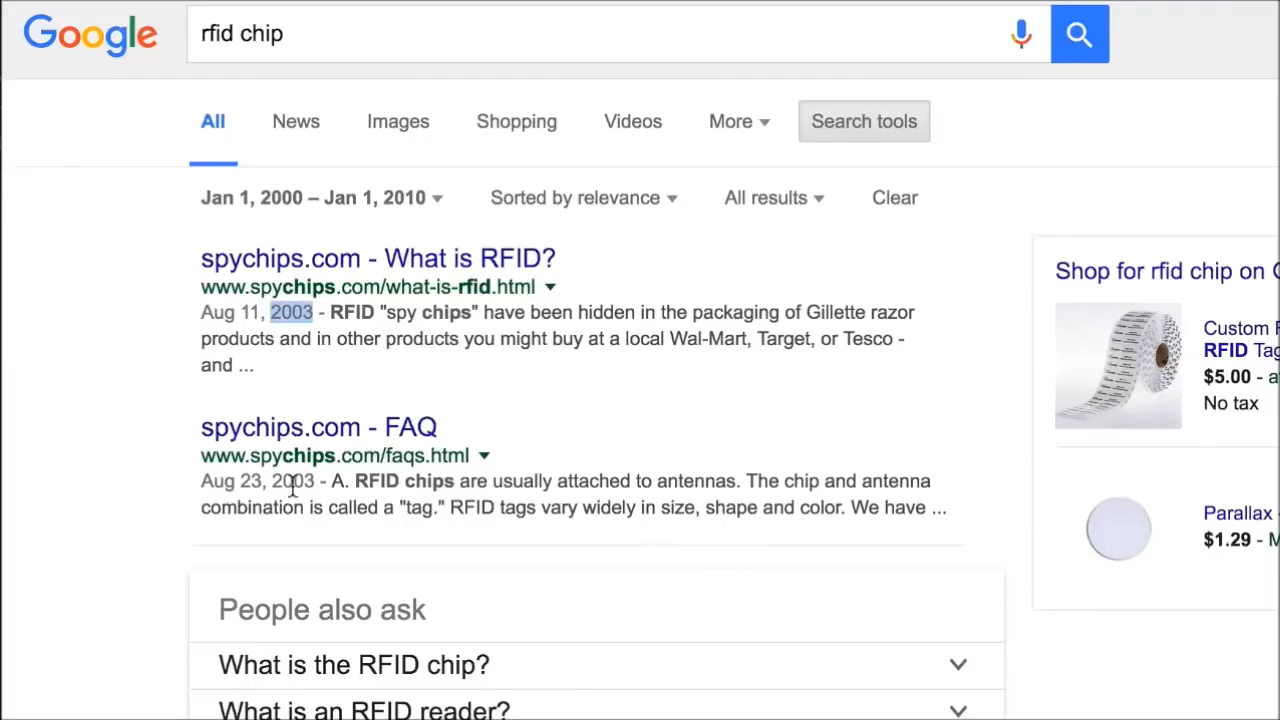 Google
rfid chip
All News Images Shopping Videos More Search tools
Jan 1, 2000 – Jan 1, 2010 Sorted by relevance All results Clear
spychips.com - What is RFID?
www.spychips.com/what-is-rfid.html
Aug 11, 2003 - RFID "spy chips" have been hidden in the packaging of Gillette razor
products and in other products you might buy at a local Wal-Mart, Target, or Tesco -
and ...
spychips.com - FAQ
www.spychips.com/faqs.html
Aug 23, 2003 - A. RFID chips are usually attached to antennas. The chip and antenna
combination is called a "tag." RFID tags vary widely in size, shape and color. We have ...
People also ask
What is the RFID chip?
What is an RFID reader?
Shop for rfid chip on
Custom
RFID
$5.00 -
No tax
Parallax
$1.29 -